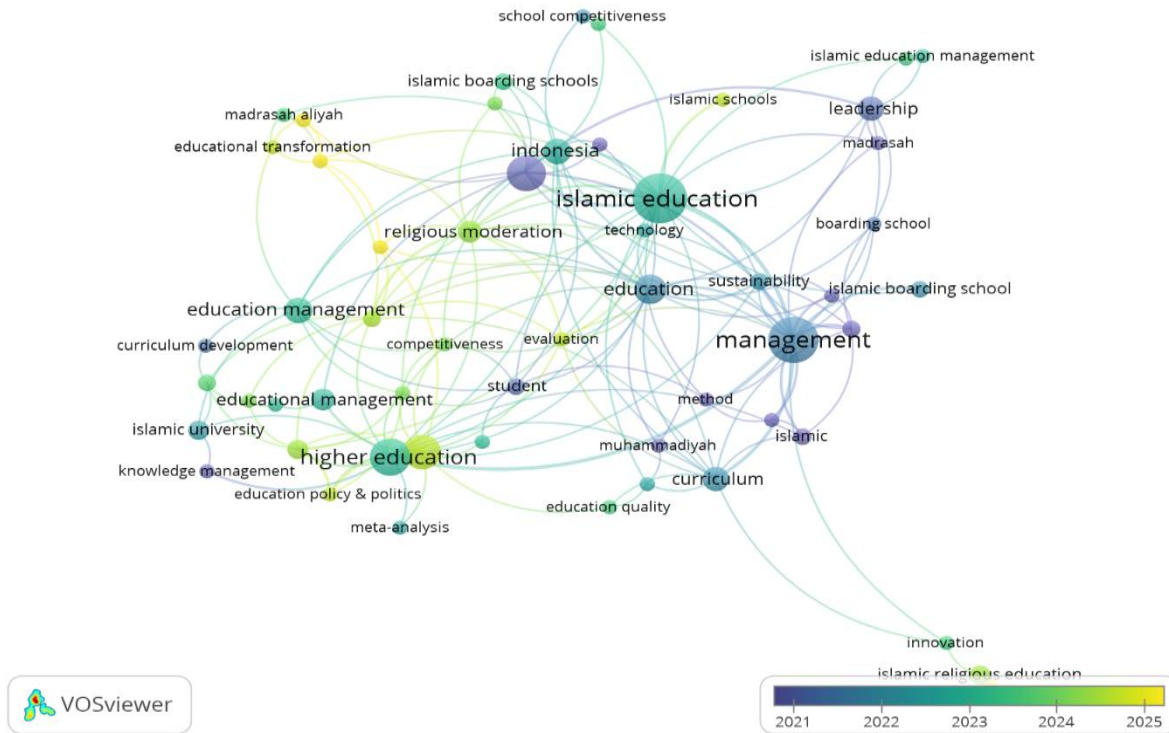 school competitiveness
islamic education management
islamic boarding schools
islamic schools
leadership
madrasah aliyah
madrasah
educational transformation
indonesia
islamic education
boarding school
religious moderation
technology
sustainability
islamic boarding school
education
education management
management
curriculum development
competitiveness
evaluation
student
method
educational management
islamic university
islamic
muhammadiyah
higher education
knowledge management
curriculum
education policy & politics
education quality
meta-analysis
innovation
islamic religious education
VOSviewer
2021 2022 2023 2024 2025